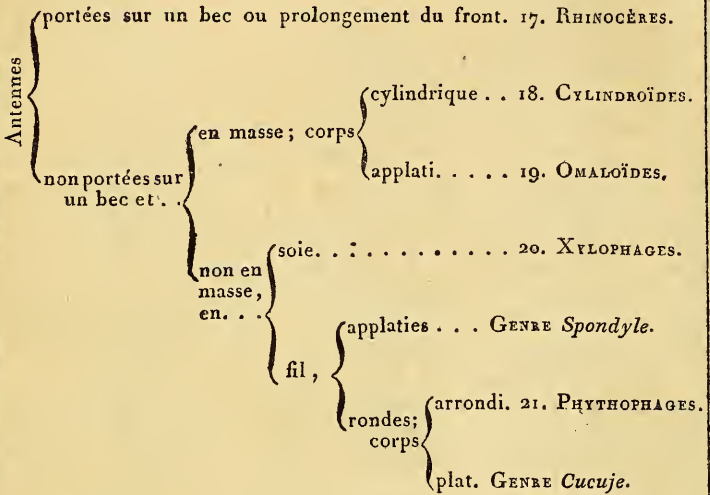 Antennes
portées sur un bec ou prolongement du front. 17. RHINOCÈRES.
non portées sur
un bec et . .
en masse; corps
cylindrique . . 18. CYLINDROÏDES.
applati. . . . . 19. OMALOÏDES.
non en
masse,
en. . .
soie. . : . . . . . . . . . . 20. XYLOPHAGES.
fil,
applaties . . . GENRE Spondyle.
rondes;
corps
arrondi. 21. PHYTHOPHAGES.
plat. GENRE Cucuje.